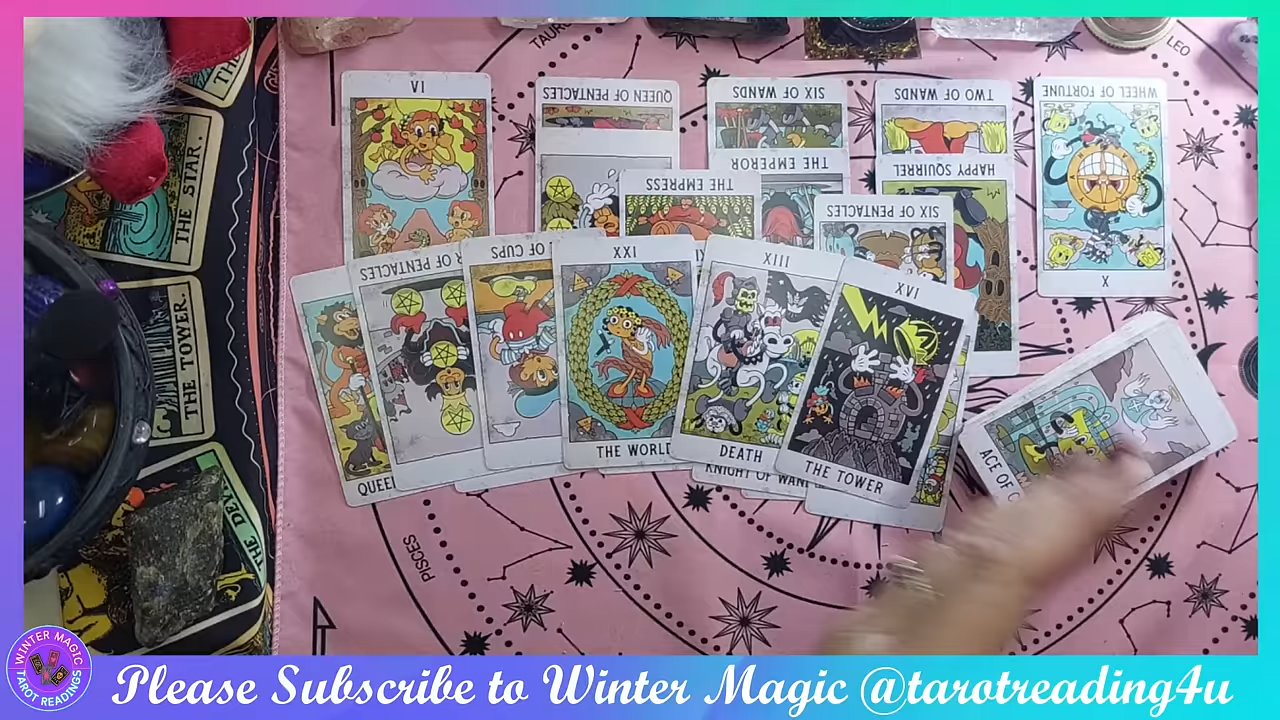 TAURUS
LEO
THE STAR.
THE TOWER.
THE DEVIL
VI
QUEEN OF PENTACLES
SIX OF WANDS
TWO OF WANDS
WHEEL OF FORTUNE
X
THE EMPEROR
HAPPY SQUIRREL
THE EMPRESS
SIX OF PENTACLES
R OF PENTACLES
OF CUPS
XXI
XIII
XVI
QUEE
THE WORLD
DEATH
KNIGHT OF WAN
THE TOWER
ACE OF C
PISCES
WINTER MAGIC
TAROT READINGS
Please Subscribe to Winter Magic @tarotreading4u